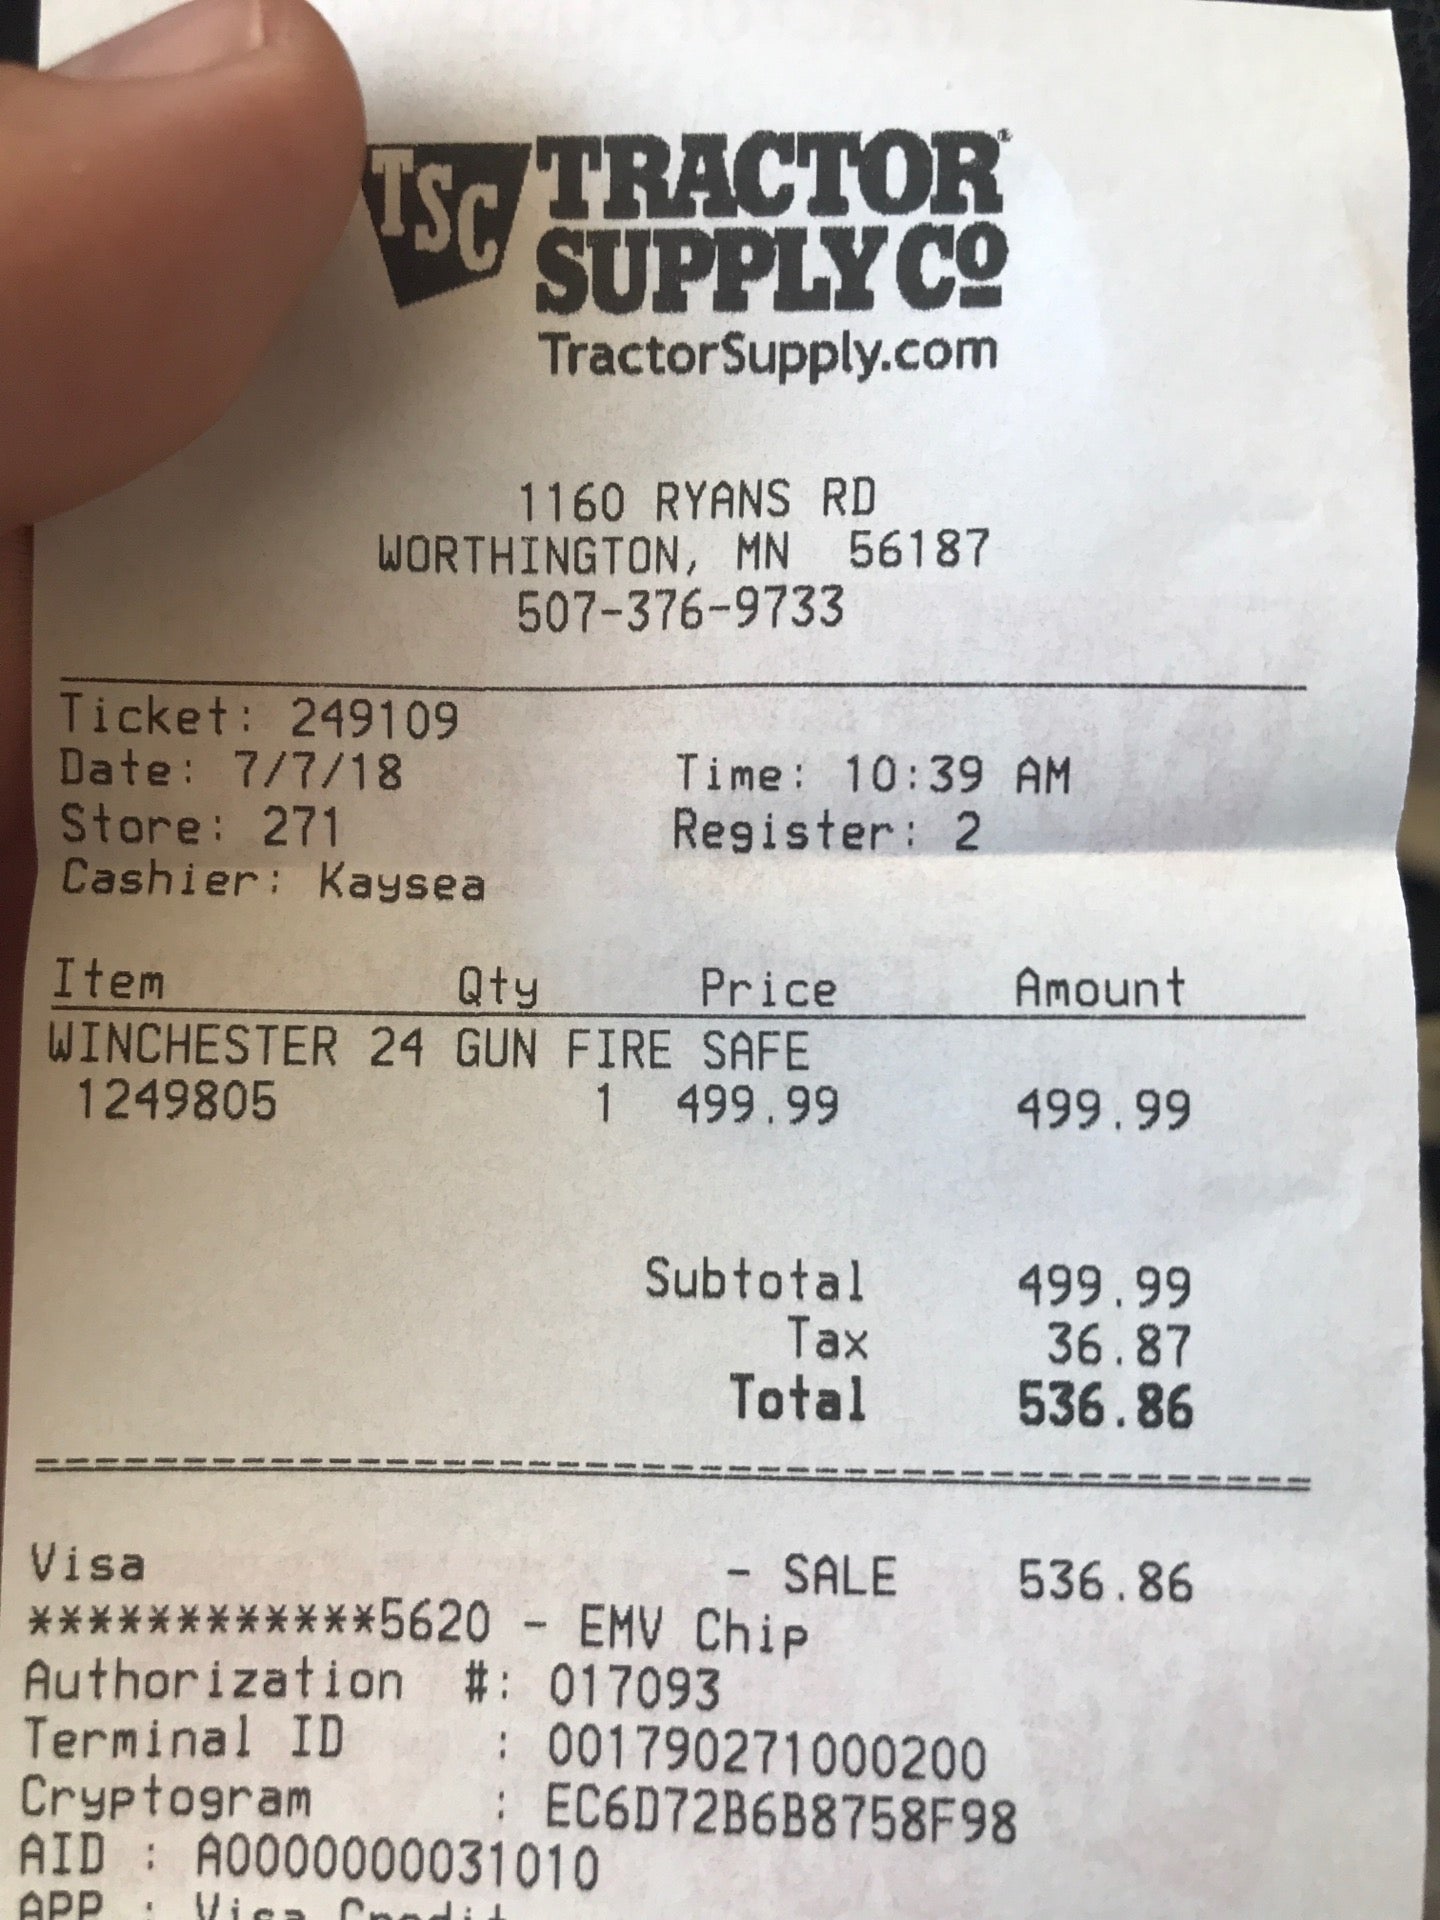 TSC TRACTOR
SUPPLY Cº
TractorSupply.com
1160 RYANS RD
WORTHINGTON, MN 56187
507-376-9733
Ticket: 249109
Date: 7/7/18 Time: 10:39 AM
Store: 271 Register: 2
Cashier: Kaysea
Item Qty Price Amount
WINCHESTER 24 GUN FIRE SAFE
1249805 1 499.99 499.99
Subtotal 499.99
Tax 36.87
Total 536.86
Visa - SALE 536.86
************5620 - EMV Chip
Authorization #: 017093
Terminal ID : 001790271000200
Cryptogram : EC6D72B6B8758F98
AID : A0000000031010
APP : Visa Credit